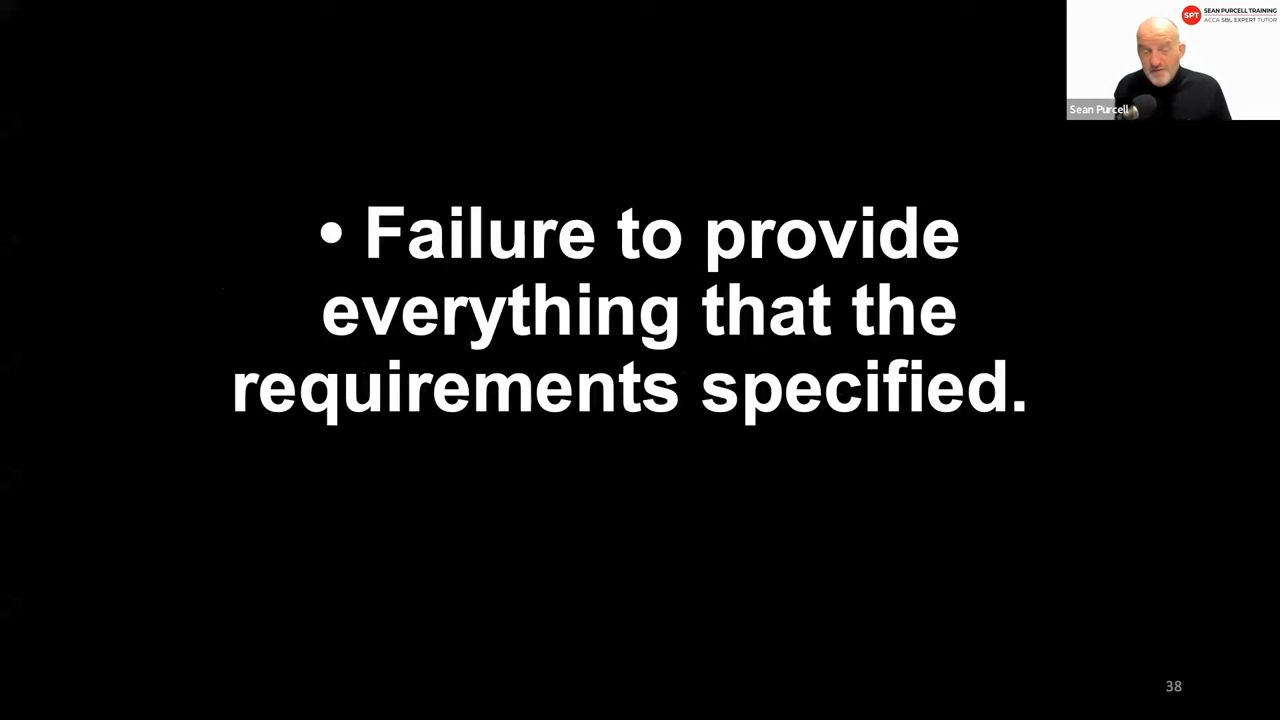 SPT
SEAN PURCELL TRAINING
ACCA SBL EXPERT TUTOR
Sean Purcell
• Failure to provide
everything that the
requirements specified.
38